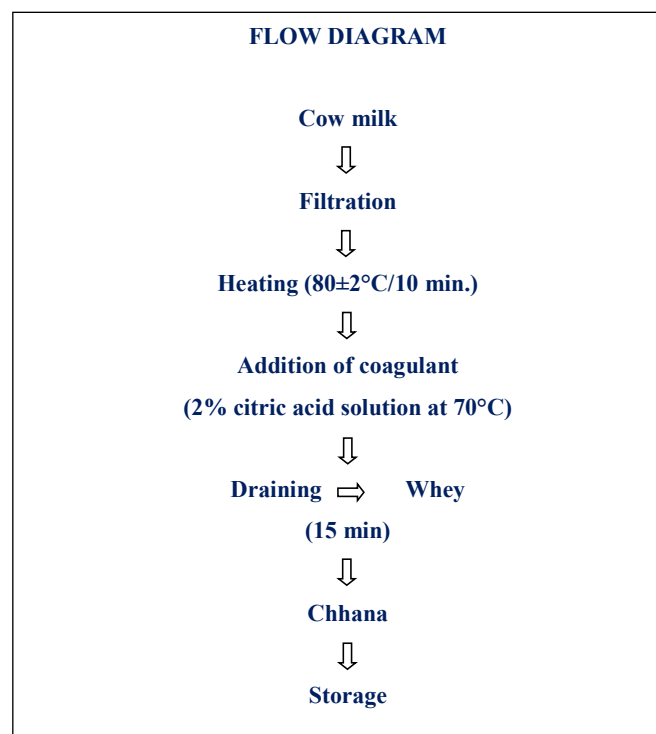 FLOW DIAGRAM
Cow milk
Filtration
Heating (80±2°C/10 min.)
Addition of coagulant
(2% citric acid solution at 70°C)
Draining ⇨ Whey
(15 min)
Chhana
Storage